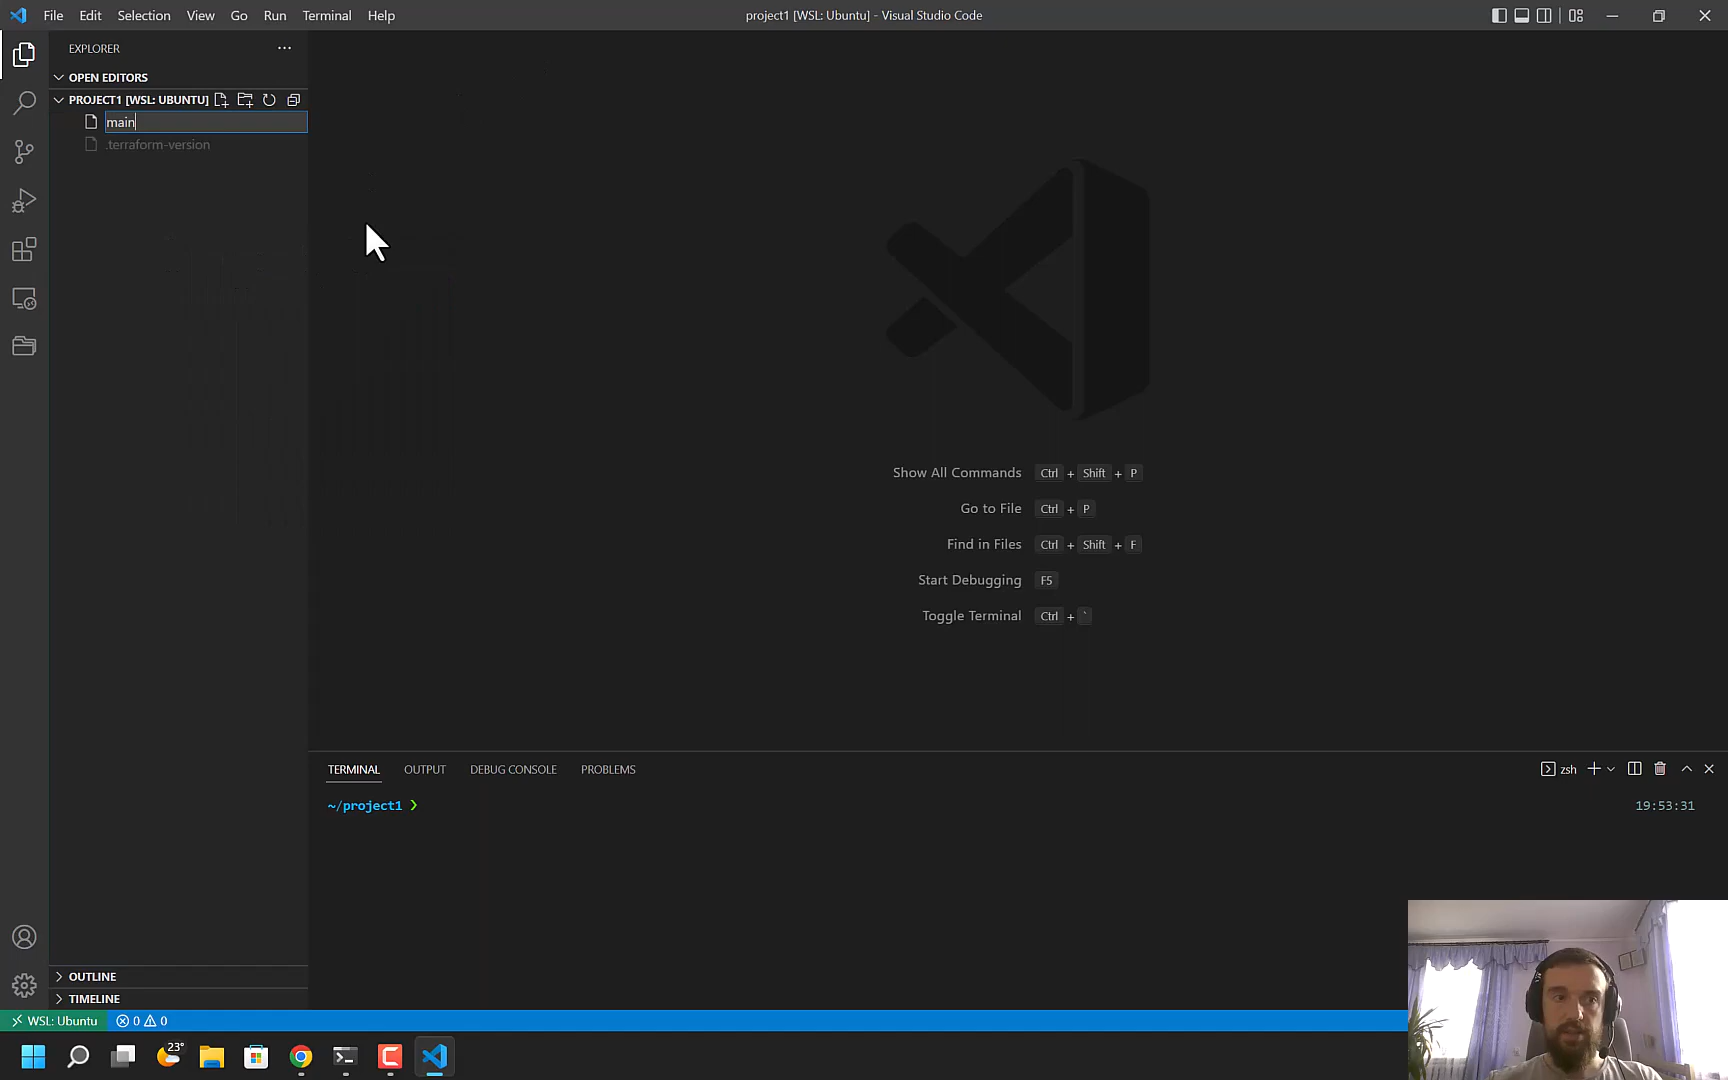 File Edit Selection View Go Run Terminal Help
project1 [WSL: Ubuntu] - Visual Studio Code
EXPLORER
OPEN EDITORS
PROJECT1 [WSL: UBUNTU]
main
.terraform-version
Show All Commands Ctrl + Shift + P
Go to File Ctrl + P
Find in Files Ctrl + Shift + F
Start Debugging F5
Toggle Terminal Ctrl + `
TERMINAL OUTPUT DEBUG CONSOLE PROBLEMS
zsh
~/project1 ❯
19:53:31
OUTLINE
TIMELINE
WSL: Ubuntu 0 0
23°